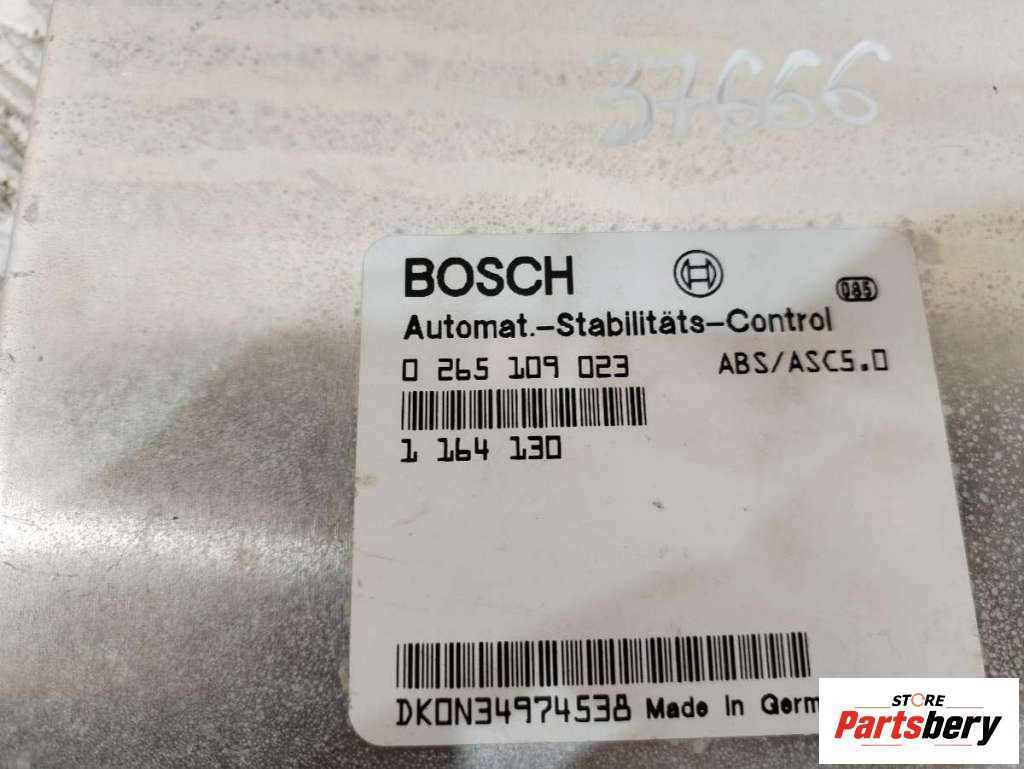 37666
BOSCH
085
Automat.-Stabilitäts-Control
0 265 109 023 ABS/ASC5.0
1 164 130
DK0N34974538 Made In Germ
STORE
Partsbery